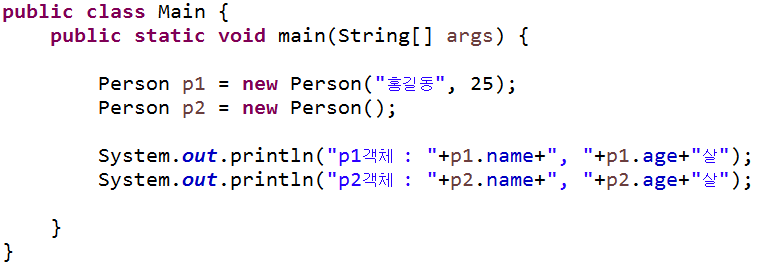 public class Main {
public static void main(String[] args) {
Person p1 = new Person("홍길동", 25);
Person p2 = new Person();
System.out.println("p1객체 : "+p1.name+", "+p1.age+"살");
System.out.println("p2객체 : "+p2.name+", "+p2.age+"살");
}
}